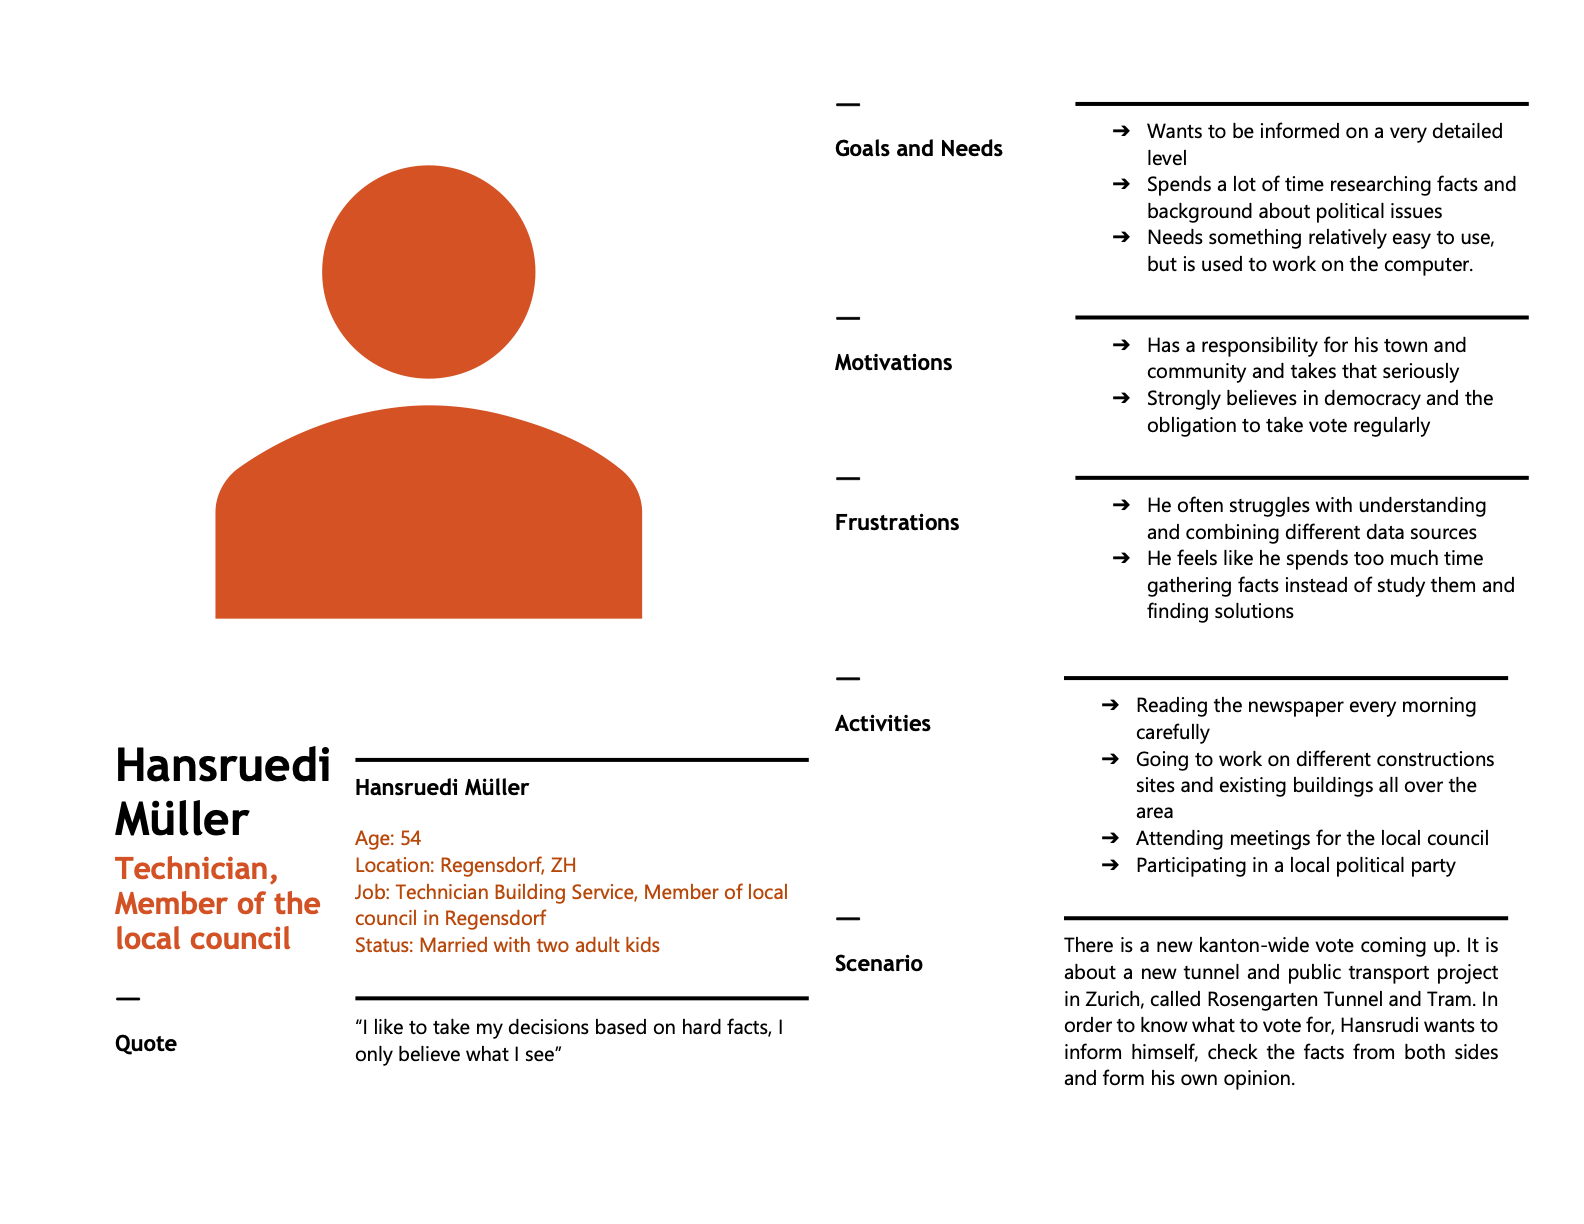 Hansruedi
Müller
Technician,
Member of the
local council
Hansruedi Müller
Age: 54
Location: Regensdorf, ZH
Job: Technician Building Service, Member of local
council in Regensdorf
Status: Married with two adult kids
—
Quote
“I like to take my decisions based on hard facts, I
only believe what I see”
—
Goals and Needs
➔ Wants to be informed on a very detailed
level
➔ Spends a lot of time researching facts and
background about political issues
➔ Needs something relatively easy to use,
but is used to work on the computer.
—
Motivations
➔ Has a responsibility for his town and
community and takes that seriously
➔ Strongly believes in democracy and the
obligation to take vote regularly
—
Frustrations
➔ He often struggles with understanding
and combining different data sources
➔ He feels like he spends too much time
gathering facts instead of study them and
finding solutions
—
Activities
➔ Reading the newspaper every morning
carefully
➔ Going to work on different constructions
sites and existing buildings all over the
area
➔ Attending meetings for the local council
➔ Participating in a local political party
—
Scenario
There is a new kanton-wide vote coming up. It is
about a new tunnel and public transport project
in Zurich, called Rosengarten Tunnel and Tram. In
order to know what to vote for, Hansrudi wants to
inform himself, check the facts from both sides
and form his own opinion.